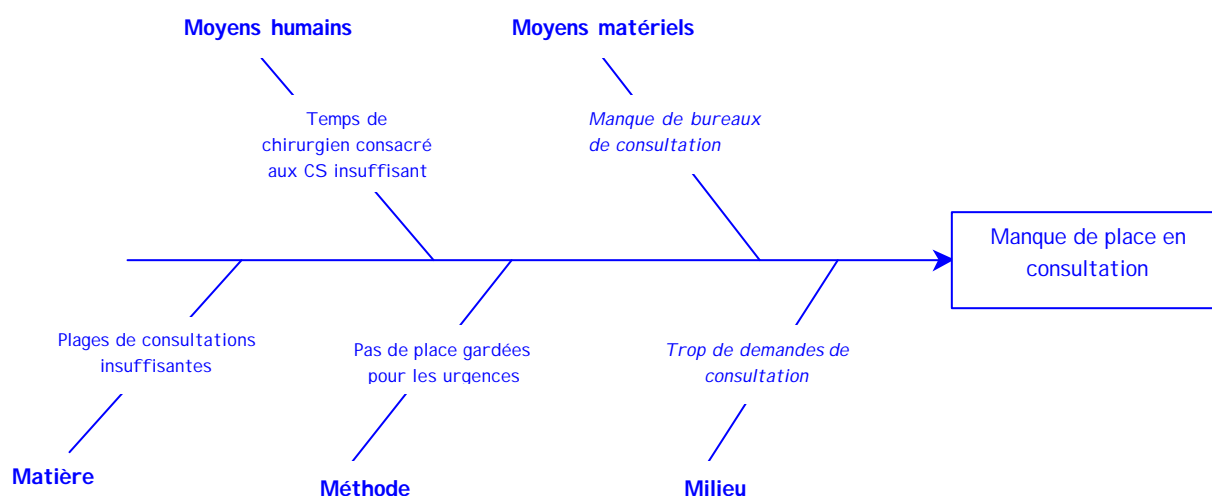 Moyens humains
Moyens matériels
Temps de
chirurgien consacré
aux CS insuffisant
Manque de bureaux
de consultation
Manque de place en
consultation
Plages de consultations
insuffisantes
Pas de place gardées
pour les urgences
Trop de demandes de
consultation
Matière
Méthode
Milieu